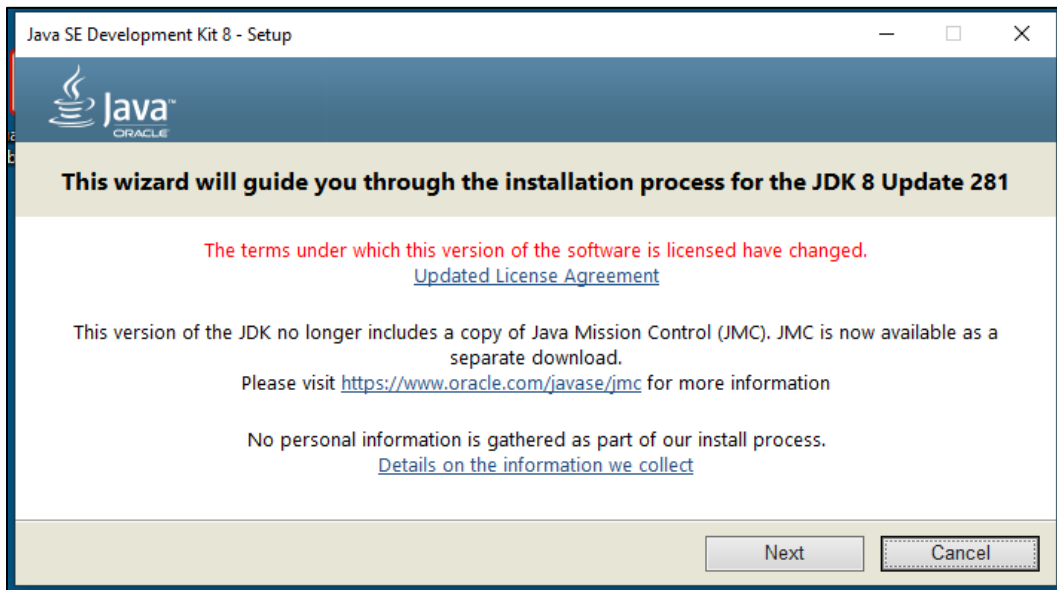 Java SE Development Kit 8 - Setup
Java™
ORACLE
This wizard will guide you through the installation process for the JDK 8 Update 281
The terms under which this version of the software is licensed have changed.
Updated License Agreement
This version of the JDK no longer includes a copy of Java Mission Control (JMC). JMC is now available as a
separate download.
Please visit https://www.oracle.com/javase/jmc for more information
No personal information is gathered as part of our install process.
Details on the information we collect
Next
Cancel